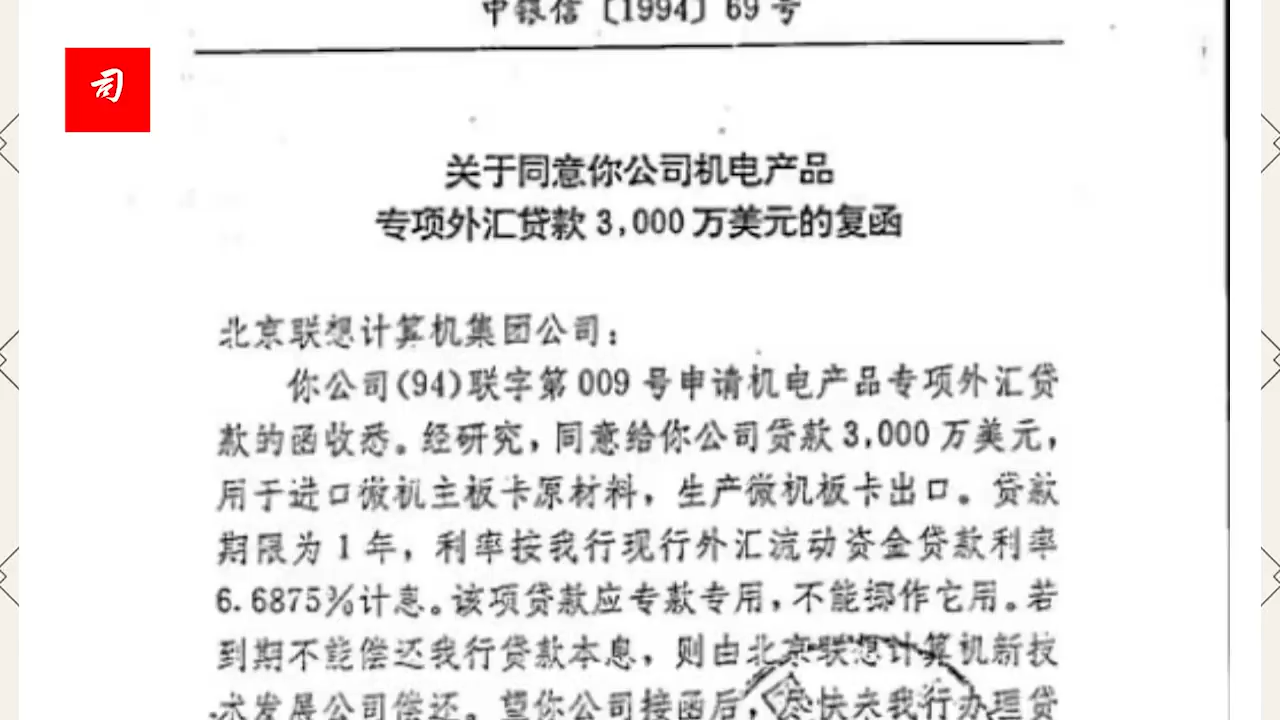 中银信〔1994〕69号
司
关于同意你公司机电产品
专项外汇贷款3,000万美元的复函
北京联想计算机集团公司:
你公司(94)联字第009号申请机电产品专项外汇贷
款的函收悉。经研究,同意给你公司贷款3,000万美元,
用于进口微机主板卡原材料,生产微机板卡出口。贷款
期限为1年,利率按我行现行外汇流动资金贷款利率
6.6875%计息。该项贷款应专款专用,不能挪作它用。若
到期不能偿还我行贷款本息,则由北京联想计算机新技
术发展公司偿还。望你公司接函后,尽快来我行办理贷